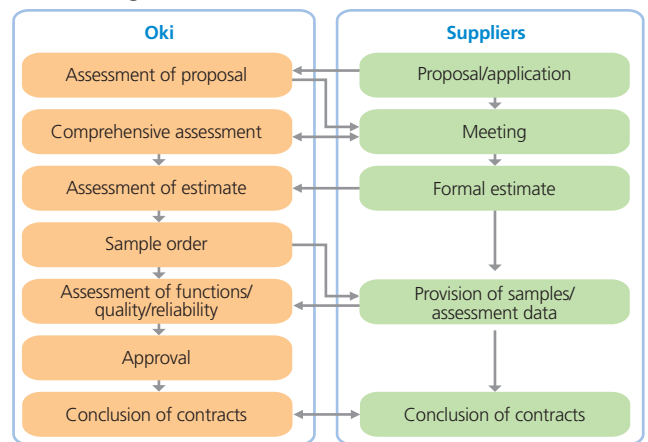 Oki
Suppliers
Assessment of proposal
Proposal/application
Comprehensive assessment
Meeting
Assessment of estimate
Formal estimate
Sample order
Assessment of functions/
quality/reliability
Provision of samples/
assessment data
Approval
Conclusion of contracts
Conclusion of contracts